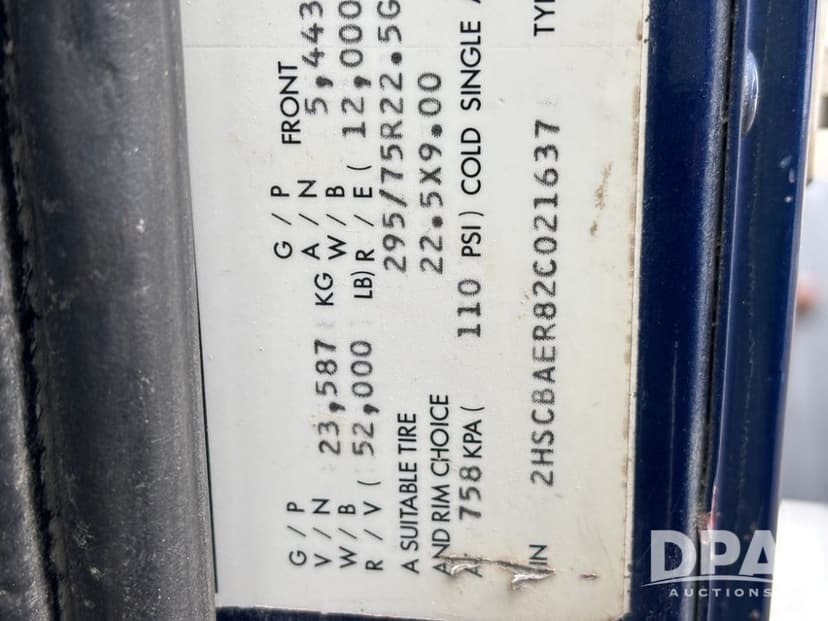 G / P G / P FRONT
V / N 23,587 KG A / N 5,443
W / B W / B
R / V ( 52,000 LB) R / E ( 12,000
A SUITABLE TIRE 295/75R22.5G
AND RIM CHOICE 22.5X9.00
758 KPA ( 110 PSI ) COLD SINGLE
IN 2HSCBAER82C021637 TYP
DPA
AUCTIONS